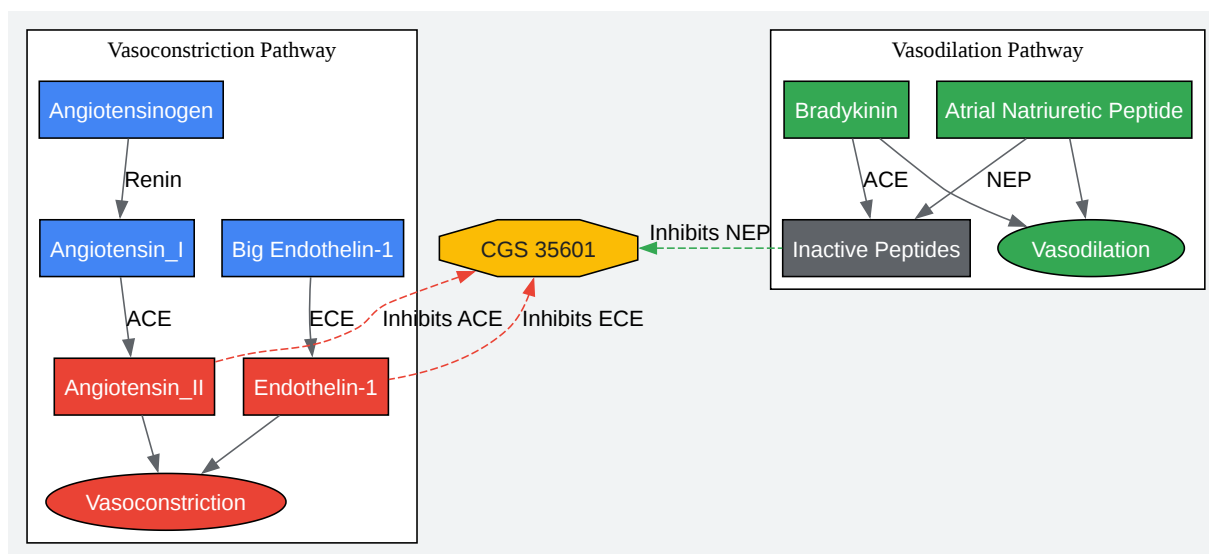 Vasoconstriction Pathway
Angiotensinogen
Renin
Angiotensin_I
Big Endothelin-1
ACE
ECE
Inhibits ACE
Inhibits ECE
Angiotensin_II
Endothelin-1
Vasoconstriction
CGS 35601
Inhibits NEP
Vasodilation Pathway
Bradykinin
Atrial Natriuretic Peptide
ACE
NEP
Inactive Peptides
Vasodilation